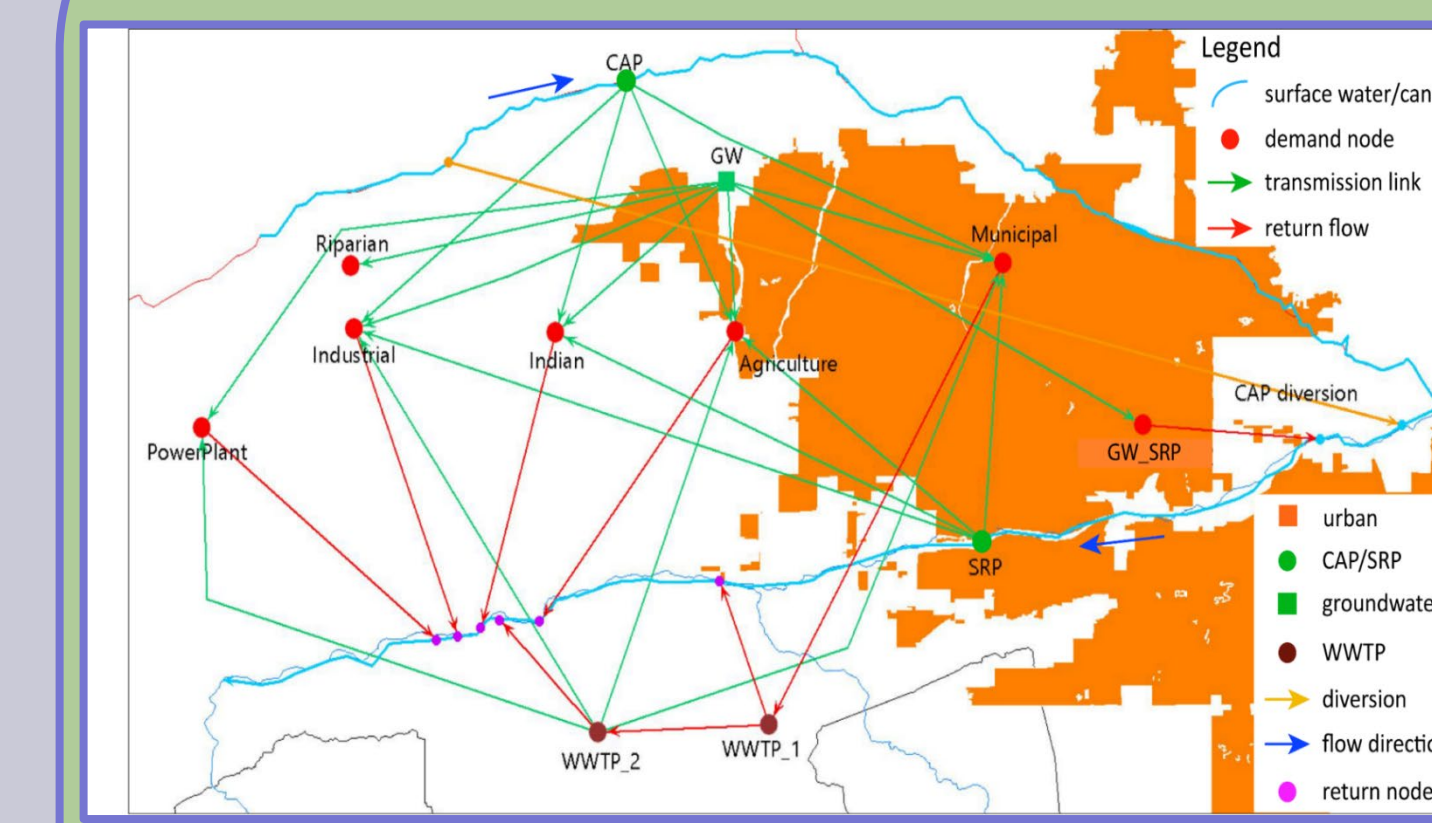 CAP
GW
Riparian
Municipal
Industrial
Indian
Agriculture
PowerPlant
CAP diversion
GW_SRP
SRP
WWTP_2
WWTP_1
Legend
surface water/can
demand node
transmission link
return flow
urban
CAP/SRP
groundwate
WWTP
diversion
flow directio
return node